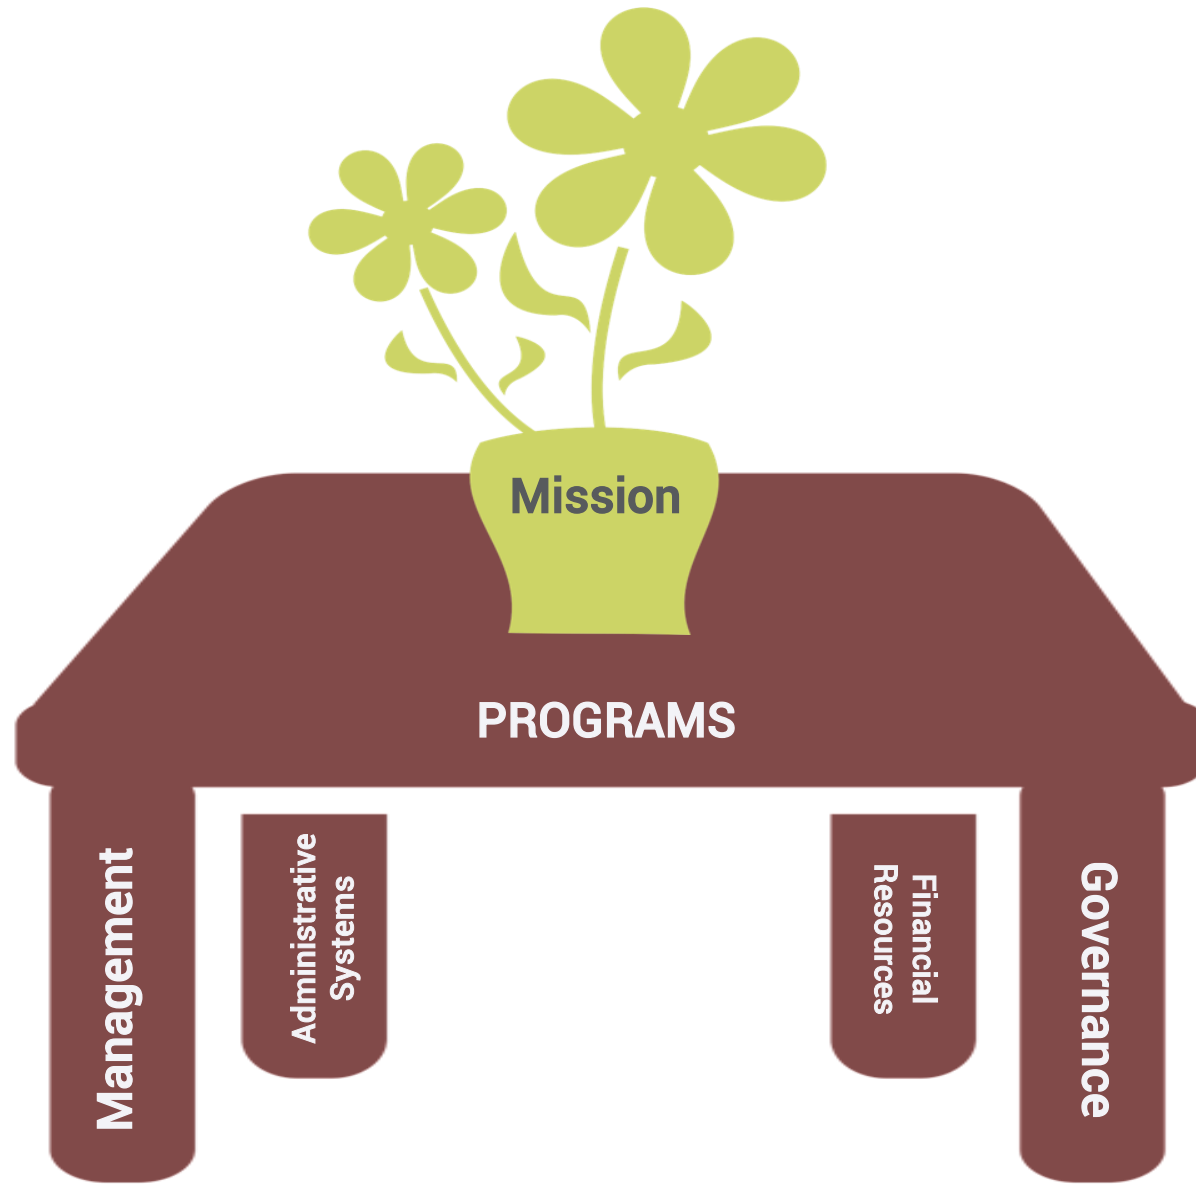 Mission
PROGRAMS
Management
Administrative
Systems
Financial
Resources
Governance